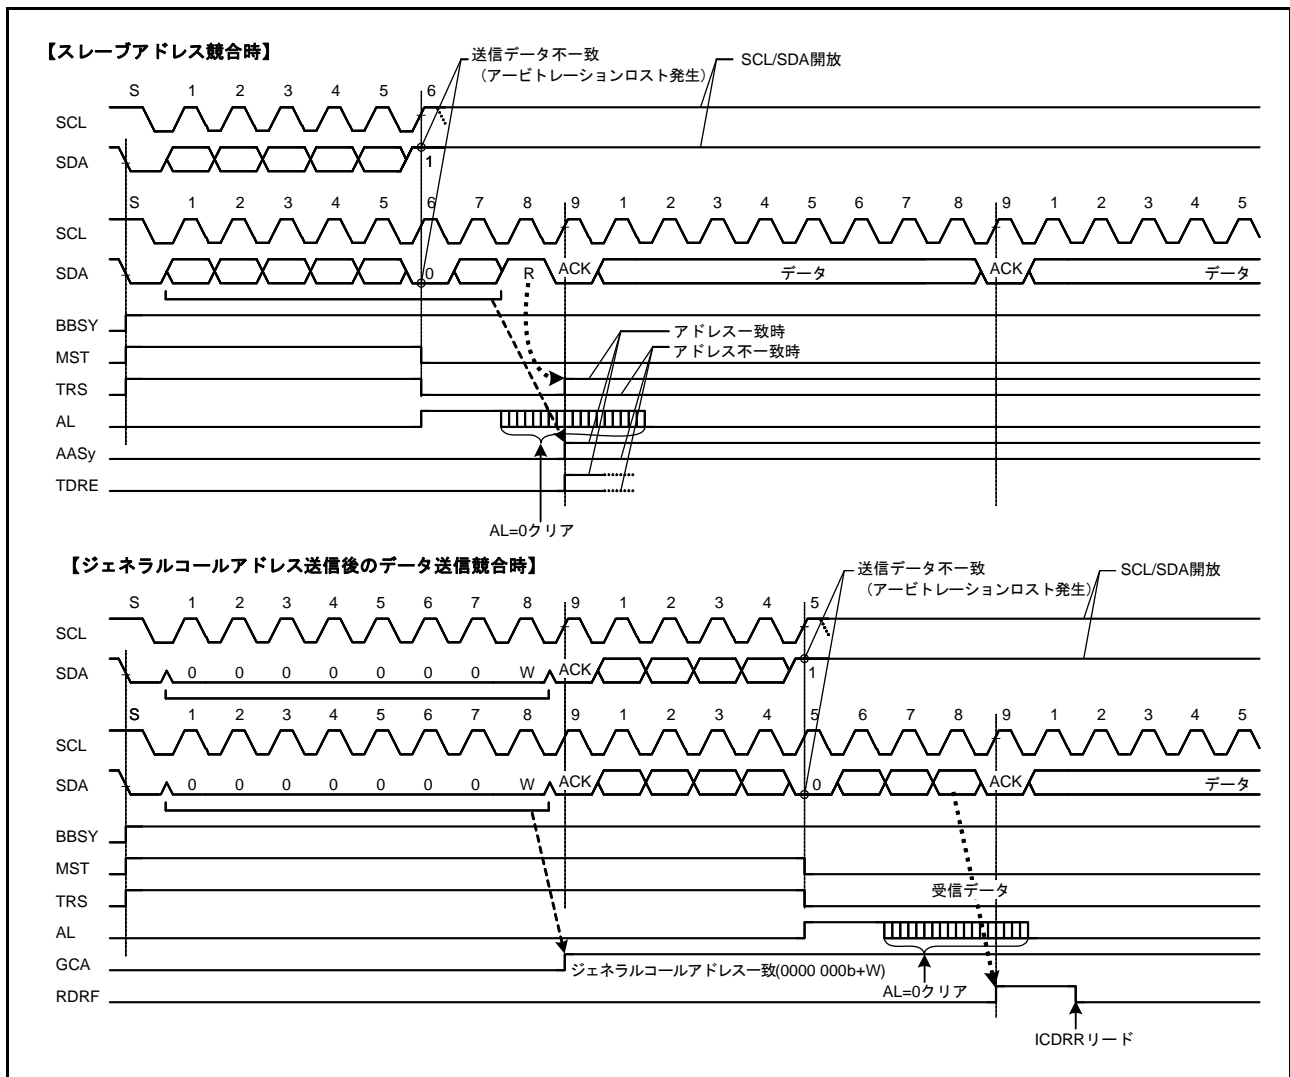 【スレーブアドレス競合時】
送信データ不一致
（アービトレーションロスト発生）
SCL/SDA開放
S 1 2 3 4 5 6
SCL
SDA
1
S 1 2 3 4 5 6 7 8 9 1 2 3 4 5 6 7 8 9 1 2 3 4 5
SCL
SDA 0 R ACK データ ACK データ
BBSY
アドレス一致時
MST
アドレス不一致時
TRS
AL
AASy
TDRE
AL=0クリア
【ジェネラルコールアドレス送信後のデータ送信競合時】
送信データ不一致
（アービトレーションロスト発生）
SCL/SDA開放
S 1 2 3 4 5 6 7 8 9 1 2 3 4 5
SCL
SDA 0 0 0 0 0 0 0 W ACK 1
S 1 2 3 4 5 6 7 8 9 1 2 3 4 5 6 7 8 9 1 2 3 4 5
SCL
SDA 0 0 0 0 0 0 0 W ACK 0 ACK データ
BBSY
MST
受信データ
TRS
AL
GCA
ジェネラルコールアドレス一致(0000 000b+W)
AL=0クリア
RDRF
ICDRRリード